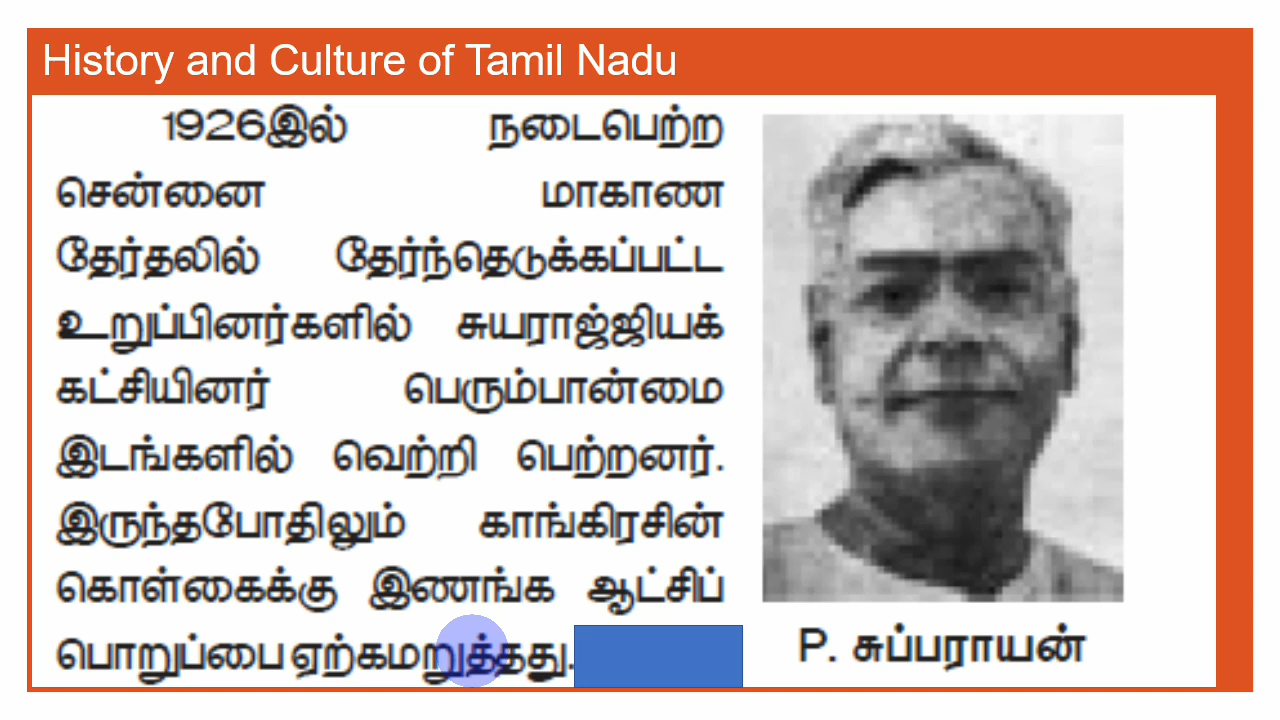 History and Culture of Tamil Nadu
1926இல் நடைபெற்ற
சென்னை மாகாண
தேர்தலில் தேர்ந்தெடுக்கப்பட்ட
உறுப்பினர்களில் சுயராஜ்ஜியக்
கட்சியினர் பெரும்பான்மை
இடங்களில் வெற்றி பெற்றனர்.
இருந்தபோதிலும் காங்கிரசின்
கொள்கைக்கு இணங்க ஆட்சிப்
பொறுப்பை ஏற்கமறுத்தது.
P. சுப்பராயன்